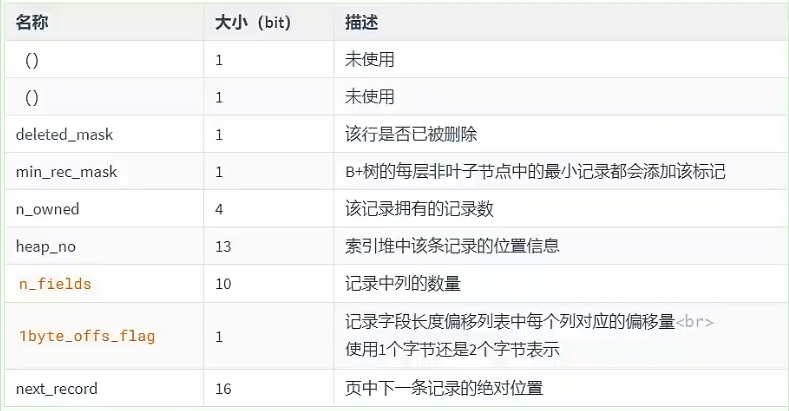 名称 大小（bit） 描述
() 1 未使用
() 1 未使用
deleted_mask 1 该行是否已被删除
min_rec_mask 1 B+树的每层非叶子节点中的最小记录都会添加该标记
n_owned 4 该记录拥有的记录数
heap_no 13 索引堆中该条记录的位置信息
n_fields 10 记录中列的数量
1byte_offs_flag 1 记录字段长度偏移列表中每个列对应的偏移量<br>
使用1个字节还是2个字节表示
next_record 16 页中下一条记录的绝对位置